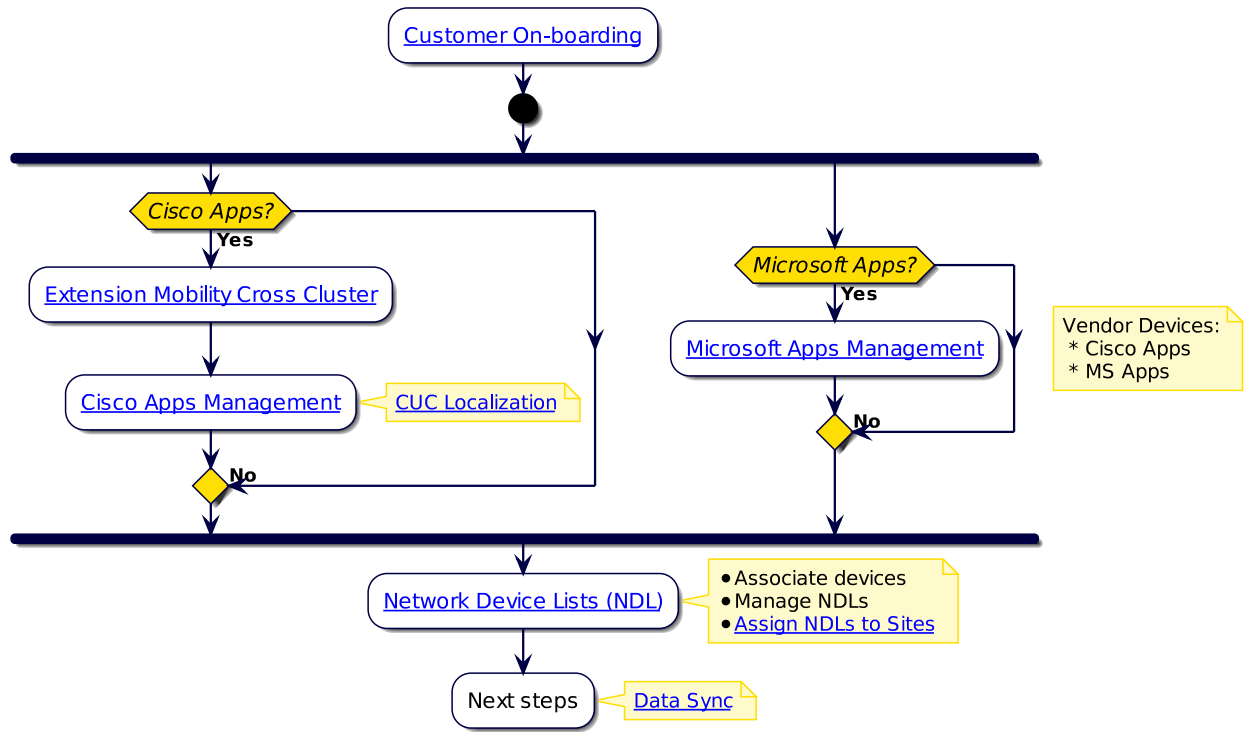 Customer On-boarding
Cisco Apps?
Yes
Extension Mobility Cross Cluster
Cisco Apps Management
CUC Localization
No
Microsoft Apps?
Yes
Microsoft Apps Management
No
Vendor Devices:
* Cisco Apps
* MS Apps
Network Device Lists (NDL)
• Associate devices
• Manage NDLs
• Assign NDLs to Sites
Next steps
Data Sync